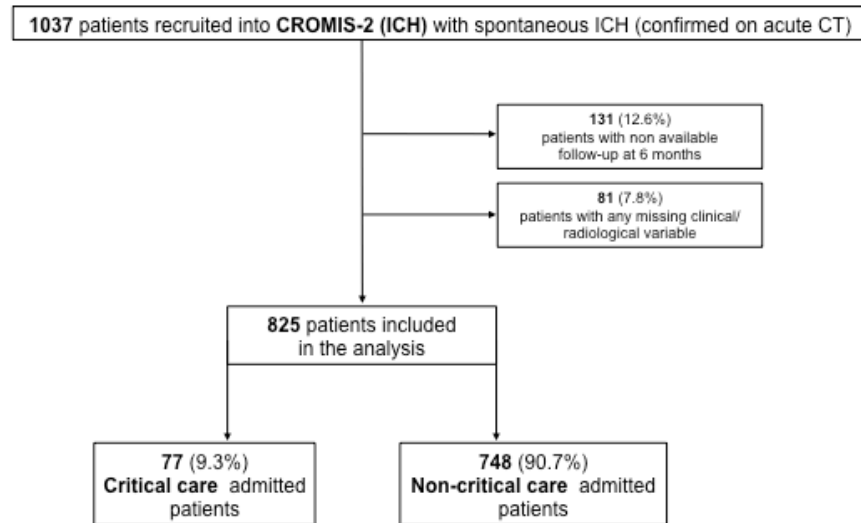 1037 patients recruited into CROMIS-2 (ICH) with spontaneous ICH (confirmed on acute CT)
131 (12.6%)
patients with non available
follow-up at 6 months
81 (7.8%)
patients with any missing clinical/
radiological variable
825 patients included
in the analysis
77 (9.3%)
Critical care admitted
patients
748 (90.7%)
Non-critical care admitted
patients